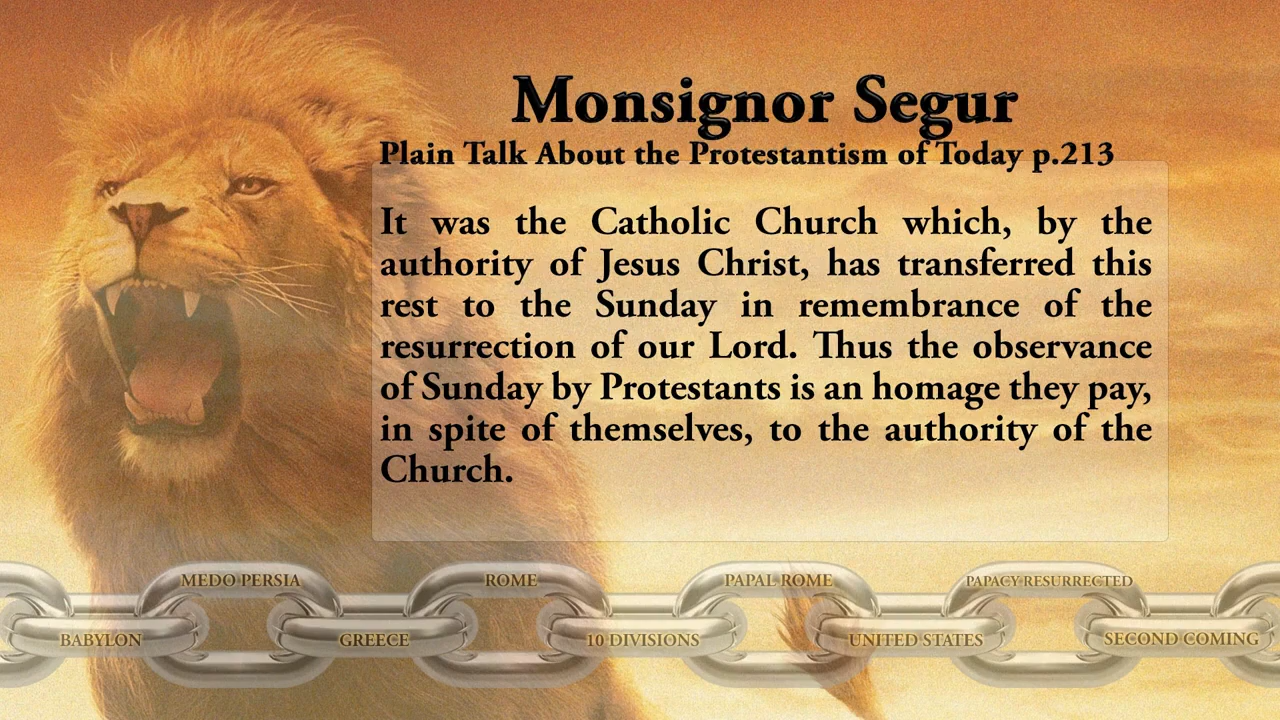 Monsignor Segur
Plain Talk About the Protestantism of Today p.213
It was the Catholic Church which, by the
authority of Jesus Christ, has transferred this
rest to the Sunday in remembrance of the
resurrection of our Lord. Thus the observance
of Sunday by Protestants is an homage they pay,
in spite of themselves, to the authority of the
Church.
MEDO PERSIA ROME PAPAL ROME PAPACY RESURRECTED
BABYLON GREECE 10 DIVISIONS UNITED STATES SECOND COMING